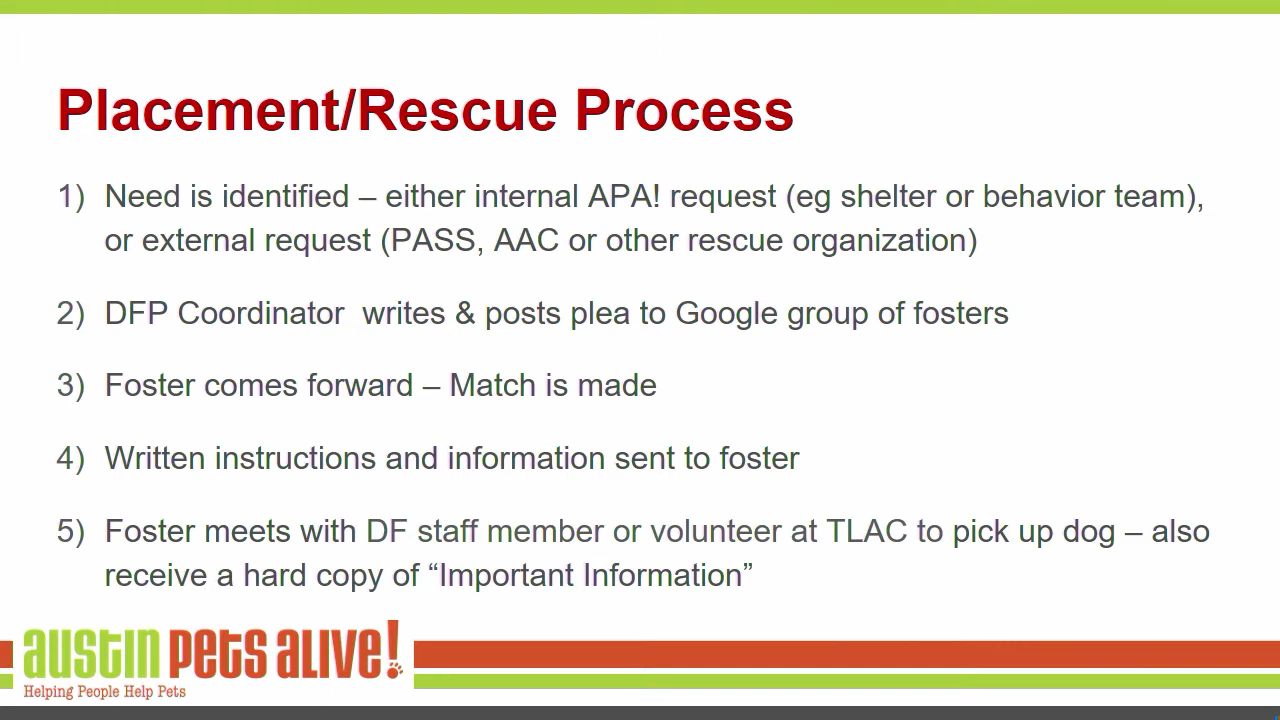 Placement/Rescue Process
1) Need is identified – either internal APA! request (eg shelter or behavior team),
or external request (PASS, AAC or other rescue organization)
2) DFP Coordinator  writes & posts plea to Google group of fosters
3) Foster comes forward – Match is made
4) Written instructions and information sent to foster
5) Foster meets with DF staff member or volunteer at TLAC to pick up dog – also
receive a hard copy of “Important Information”
austin pets alive!
Helping People Help Pets